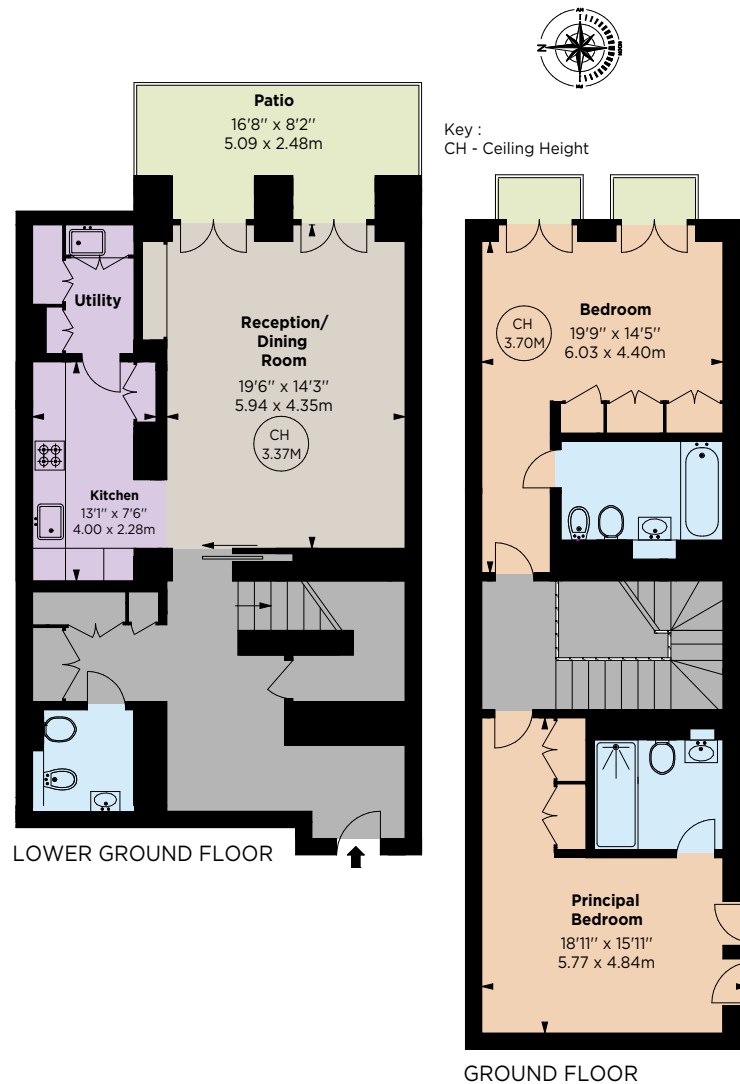 AM
N
NOON
PM
Key :
CH - Ceiling Height
Patio
16'8'' x 8'2''
5.09 x 2.48m
Utility
Reception/
Dining
Room
19'6'' x 14'3''
5.94 x 4.35m
CH
3.37M
Kitchen
13'1" x 7'6"
4.00 x 2.28m
LOWER GROUND FLOOR
Bedroom
19'9'' x 14'5''
6.03 x 4.40m
CH
3.70M
Principal
Bedroom
18'11'' x 15'11''
5.77 x 4.84m
GROUND FLOOR